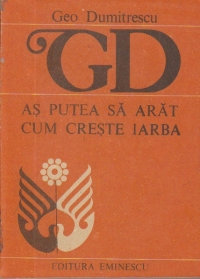 Geo Dumitrescu
GD
AȘ PUTEA SĂ ARĂT
CUM CREȘTE IARBA
EDITURA EMINESCU